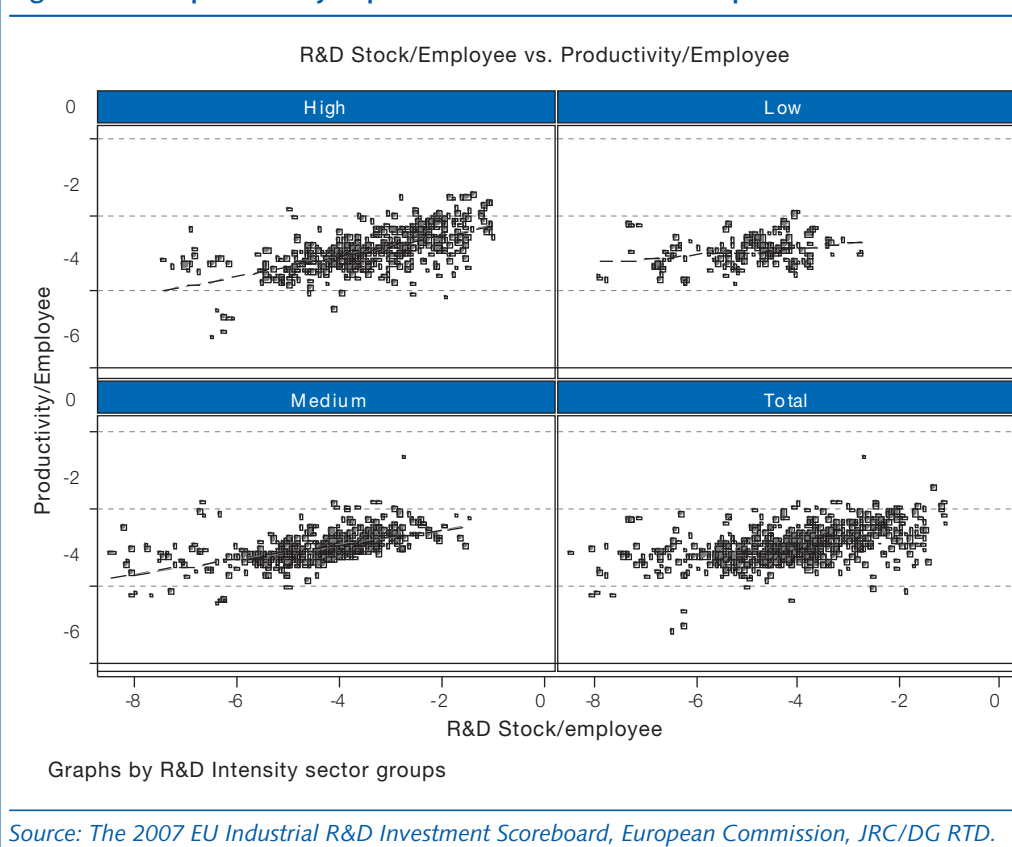 R&D Stock/Employee vs. Productivity/Employee
High
Low
0
-2
-4
-6
Medium
Total
0
-2
-4
-6
Productivity/Employee
-8 -6 -4 -2 0 -8 -6 -4 -2 0
R&D Stock/employee
Graphs by R&D Intensity sector groups
Source: The 2007 EU Industrial R&D Investment Scoreboard, European Commission, JRC/DG RTD.